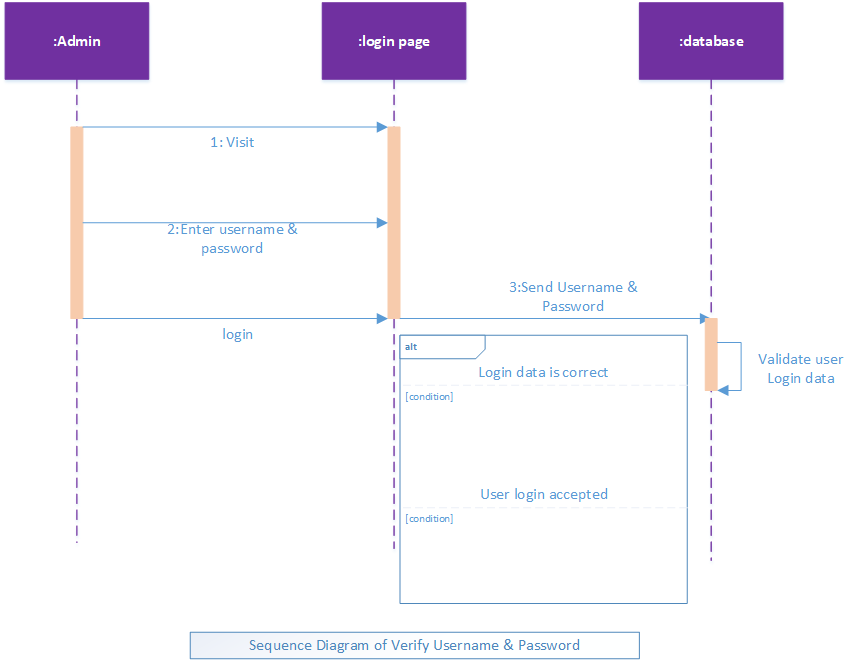 :Admin
:login page
:database
1: Visit
2:Enter username &
password
3:Send Username &
Password
login
alt
Validate user
Login data
Login data is correct
[condition]
User login accepted
[condition]
Sequence Diagram of Verify Username & Password